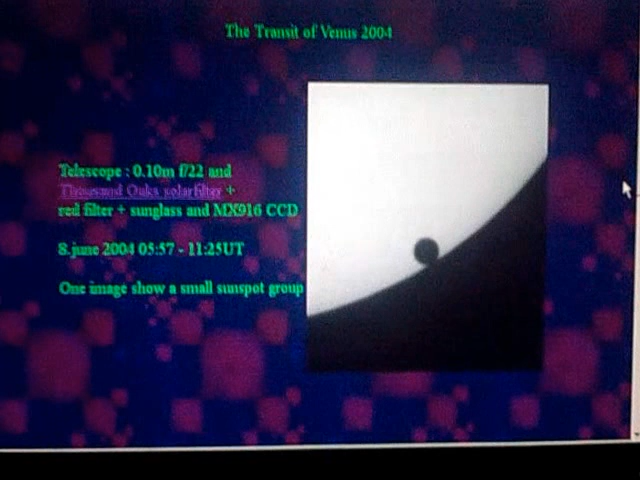 The Transit of Venus 2004
Telescope : 0.10m f/22 and
Thousand Oaks solarfilter +
red filter + sunglass and MX916 CCD
8.june 2004 05:57 - 11:25UT
One image show a small sunspot group